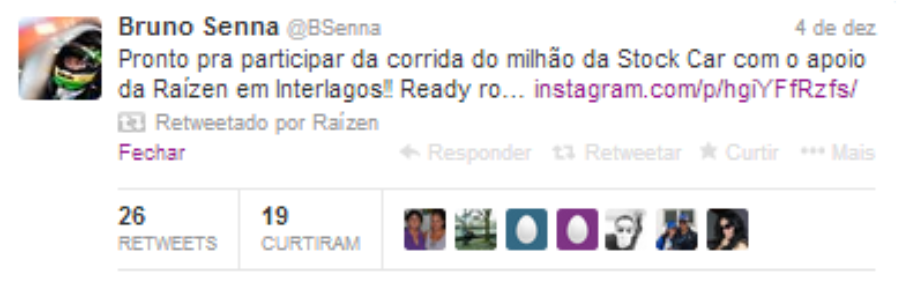 Bruno Senna @BSenna 4 de dez
Pronto pra participar da corrida do milhão da Stock Car com o apoio
da Raízen em Interlagos!! Ready ro... instagram.com/p/hgiYFfRzfs/
Retweetado por Raízen
Fechar Responder Retweetar Curtir Mais
26 19
RETWEETS CURTIRAM